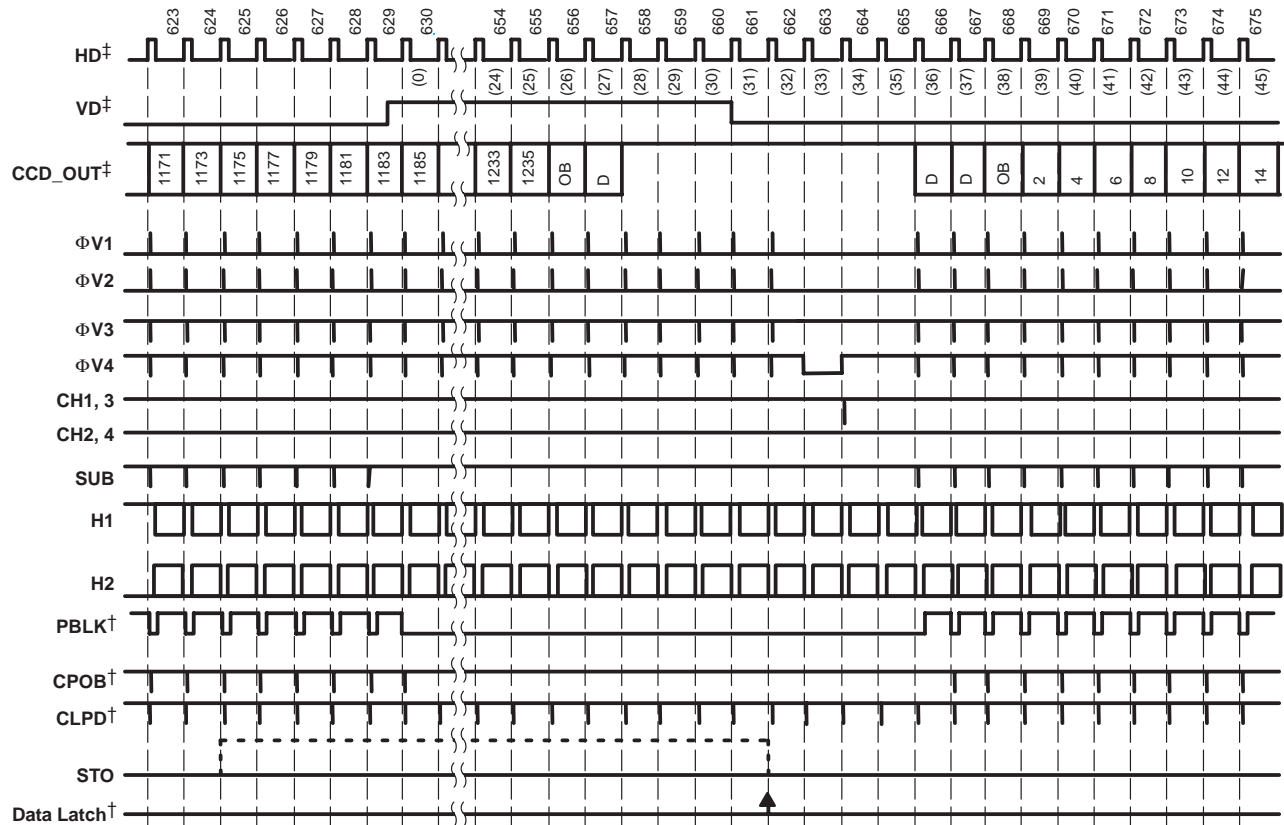 623 624 625 626 627 628 629 630 654 655 656 657 658 659 660 661 662 663 664 665 666 667 668 669 670 671 672 673 674 675
HD‡
(0) (24) (25) (26) (27) (28) (29) (30) (31) (32) (33) (34) (35) (36) (37) (38) (39) (40) (41) (42) (43) (44) (45)
VD‡
CCD_OUT‡ 1171 1173 1175 1177 1179 1181 1183 1185 1233 1235 OB D D D OB 2 4 6 8 10 12 14
ΦV1
ΦV2
ΦV3
ΦV4
CH1, 3
CH2, 4
SUB
H1
H2
PBLK†
CPOB†
CLPD†
STO
Data Latch†